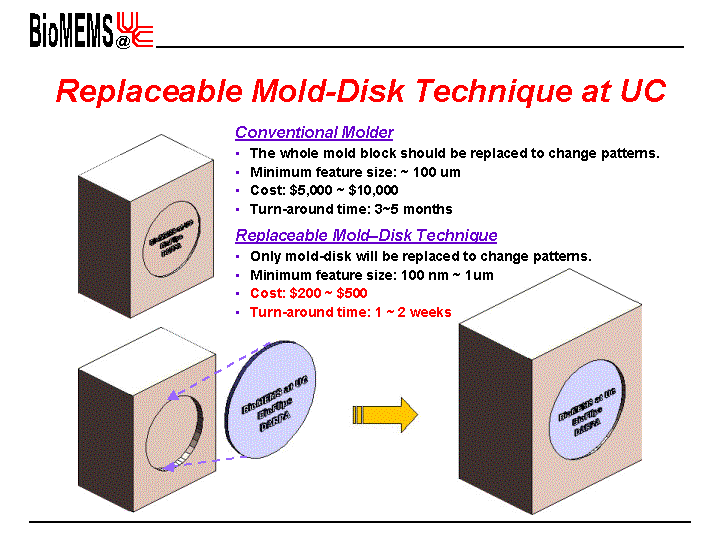 BioMEMS@UC
Replaceable Mold-Disk Technique at UC
Conventional Molder
• The whole mold block should be replaced to change patterns.
• Minimum feature size: ~ 100 um
• Cost: $5,000 ~ $10,000
• Turn-around time: 3~5 months
Replaceable Mold–Disk Technique
• Only mold-disk will be replaced to change patterns.
• Minimum feature size: 100 nm ~ 1um
• Cost: $200 ~ $500
• Turn-around time: 1 ~ 2 weeks
BioMEMS at UC
BioFlips
DARPA
BioMEMS at UC
BioFlips
DARPA
BioMEMS at UC
BioFlips
DARPA